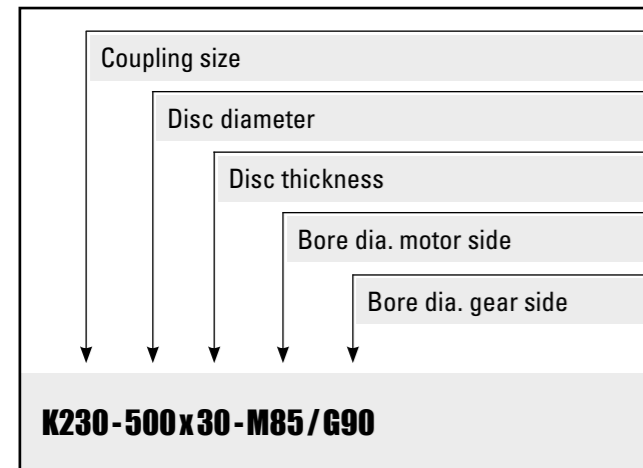 Coupling size
Disc diameter
Disc thickness
Bore dia. motor side
Bore dia. gear side
K230-500x30-M85/G90